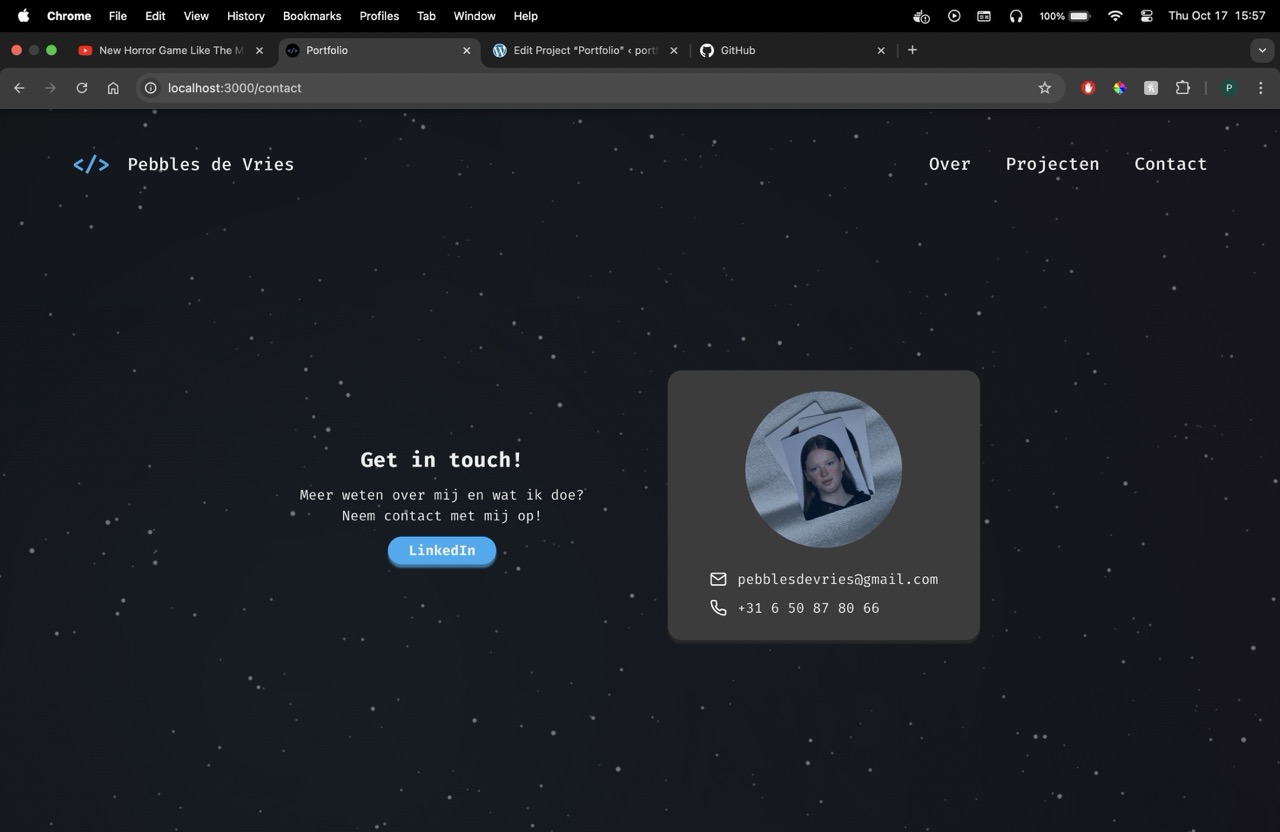 Chrome File Edit View History Bookmarks Profiles Tab Window Help 100% Thu Oct 17 15:57
New Horror Game Like The M Portfolio Edit Project “Portfolio” ‹ portf GitHub
localhost:3000/contact P
</> Pebbles de Vries Over Projecten Contact
Get in touch!
Meer weten over mij en wat ik doe?
Neem contact met mij op!
LinkedIn
pebblesdevries@gmail.com
+31 6 50 87 80 66